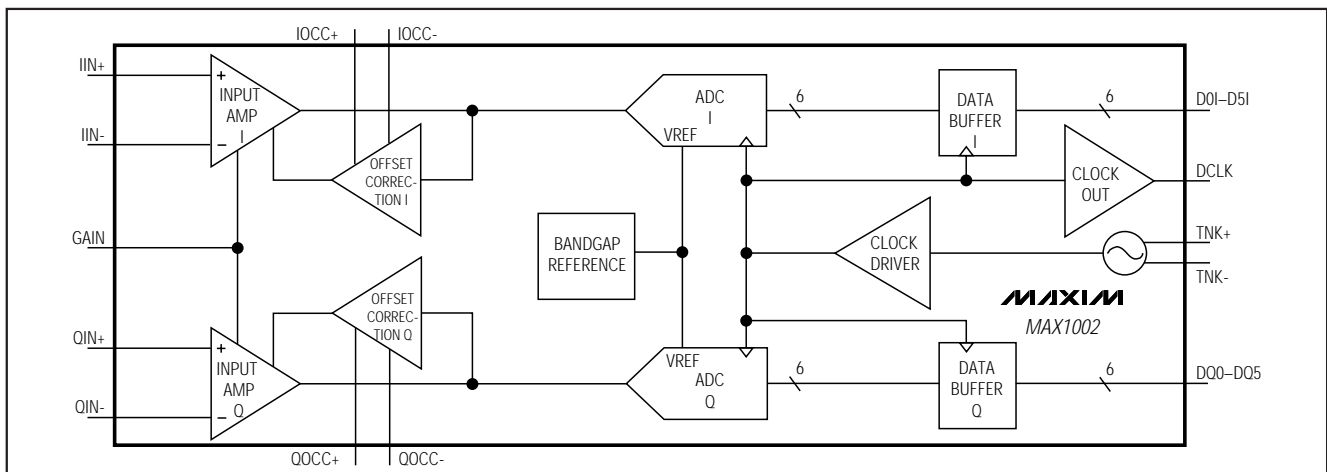 IOCC+ IOCC-
IIN+
IIN-
+
INPUT
AMP
I
−
OFFSET
CORREC-
TION I
ADC
I
VREF
6
DATA
BUFFER
I
6
D0I–D5I
CLOCK
OUT
DCLK
GAIN
BANDGAP
REFERENCE
CLOCK
DRIVER
TNK+
TNK-
MAXIM
MAX1002
QIN+
QIN-
+
INPUT
AMP
Q
−
OFFSET
CORREC-
TION Q
VREF
ADC
Q
6
DATA
BUFFER
Q
6
DQ0–DQ5
QOCC+ QOCC-